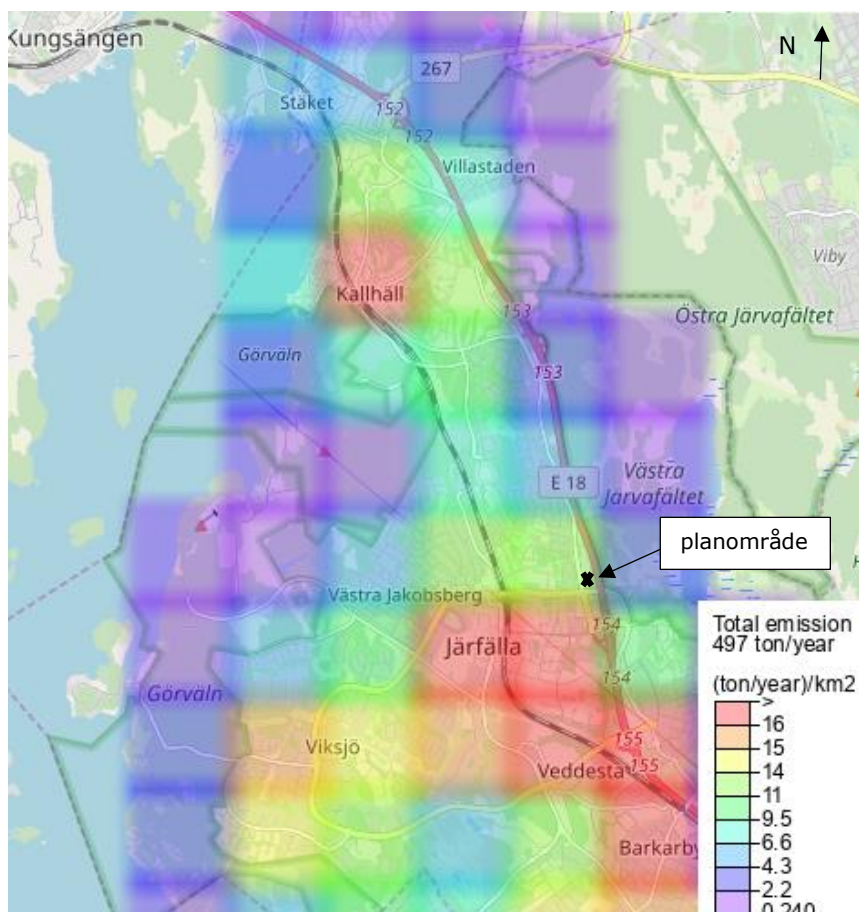 Kungsängen
N
267
Stäket
152
152
Villastaden
Viby
Kallhäll
153
Östra Järvafältet
Görväln
153
E 18
Västra
Järvafältet
planområde
Västra Jakobsberg
154
Järfälla
154
Görväln
Viksjö
155
Veddesta
155
Barkarby
Total emission
497 ton/year
(ton/year)/km2
>
16
15
14
11
9.5
6.6
4.3
2.2
0.240